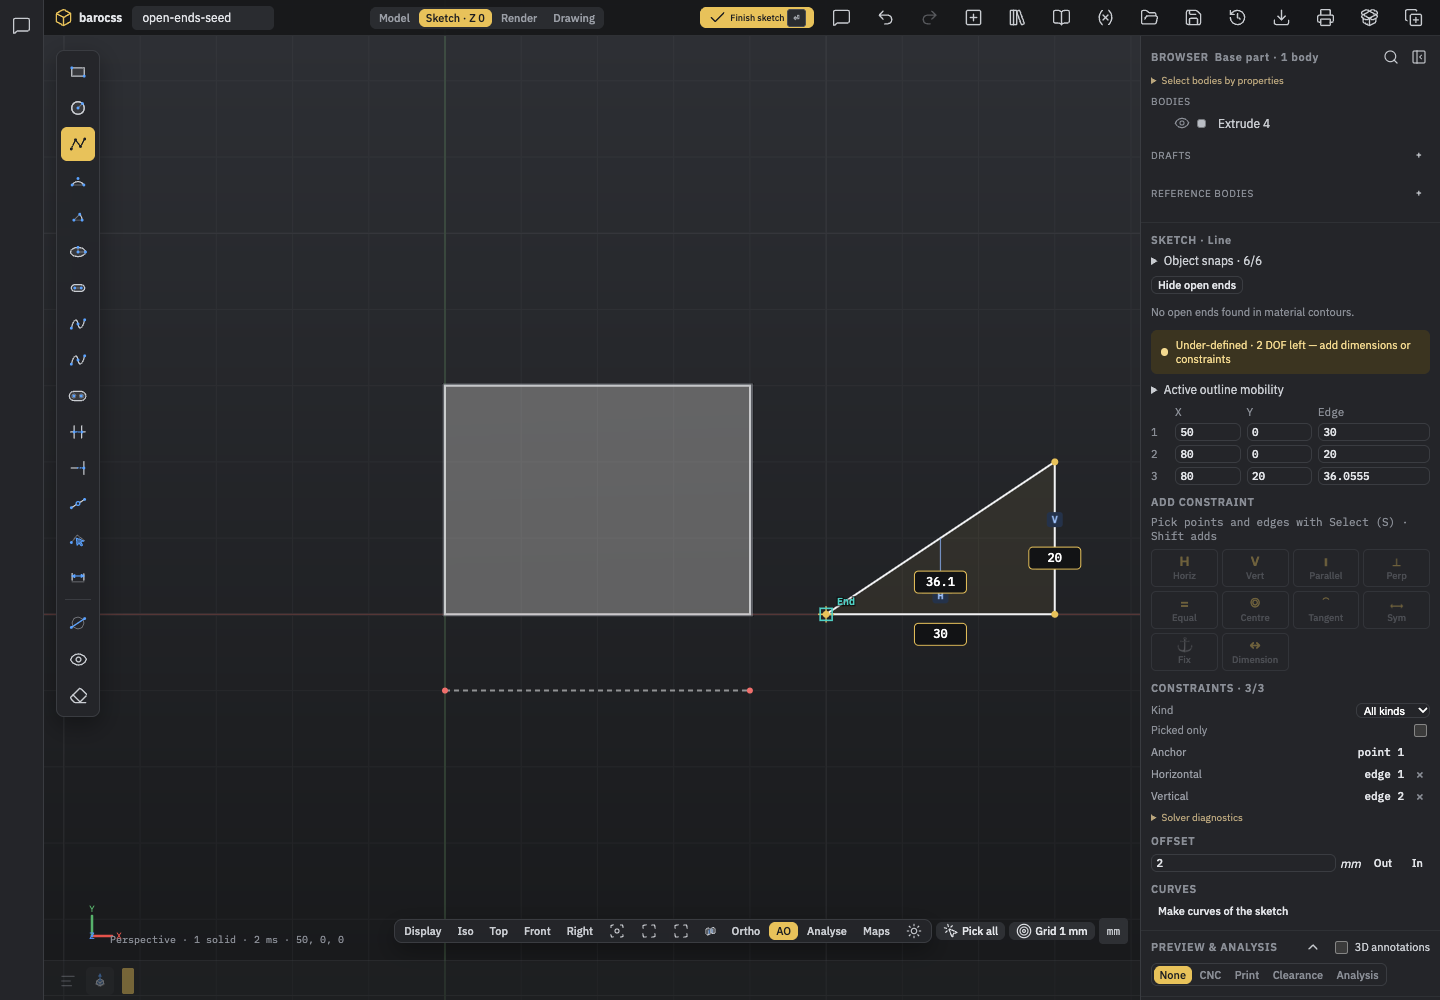 barocss
open-ends-seed
Model
Sketch · Z 0
Render
Drawing
Finish sketch
BROWSER Base part · 1 body
Select bodies by properties
BODIES
Extrude 4
DRAFTS
REFERENCE BODIES
SKETCH · Line
Object snaps · 6/6
Hide open ends
No open ends found in material contours.
Under-defined · 2 DOF left — add dimensions or
constraints
Active outline mobility
X Y Edge
1 50 0 30
2 80 0 20
3 80 20 36.0555
ADD CONSTRAINT
Pick points and edges with Select (S) ·
Shift adds
H V
Horiz Vert Parallel Perp
Equal Centre Tangent Sym
Fix Dimension
CONSTRAINTS · 3/3
Kind All kinds
Picked only
Anchor point 1
Horizontal edge 1 ×
Vertical edge 2 ×
Solver diagnostics
OFFSET
2 mm Out In
CURVES
Make curves of the sketch
PREVIEW & ANALYSIS 3D annotations
None CNC Print Clearance Analysis
V
20
36.1
H
End
30
Y
Z X
Perspective · 1 solid · 2 ms · 50, 0, 0
Display Iso Top Front Right Ortho AO Analyse Maps Pick all Grid 1 mm mm